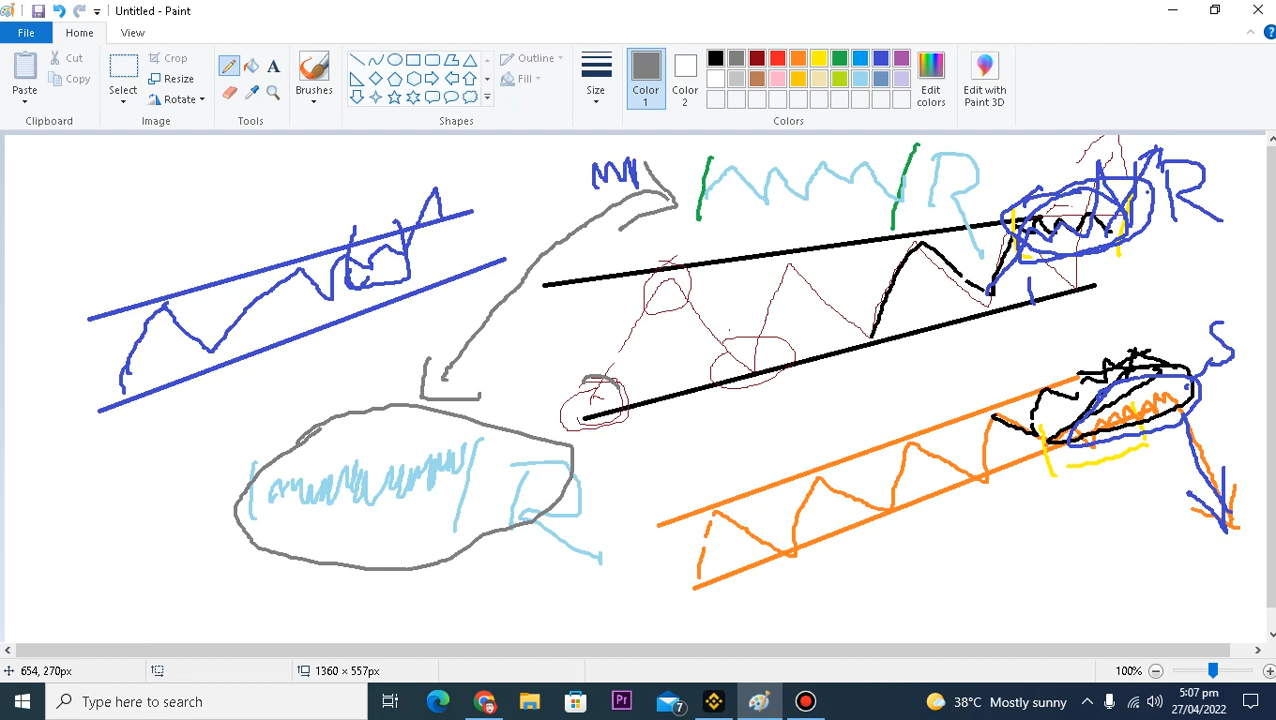 Untitled - Paint
File
Home
View
Paste
Cut
Copy
Clipboard
Select
Crop
Resize
Rotate
Image
A
Tools
Brushes
Outline
Fill
Shapes
Size
Color
1
Color
2
Edit
colors
Colors
Edit with
Paint 3D
R
R
S
R
654, 270px
1360 × 557px
100%
Type here to search
Pr
7
38°C Mostly sunny
5:07 pm
27/04/2022